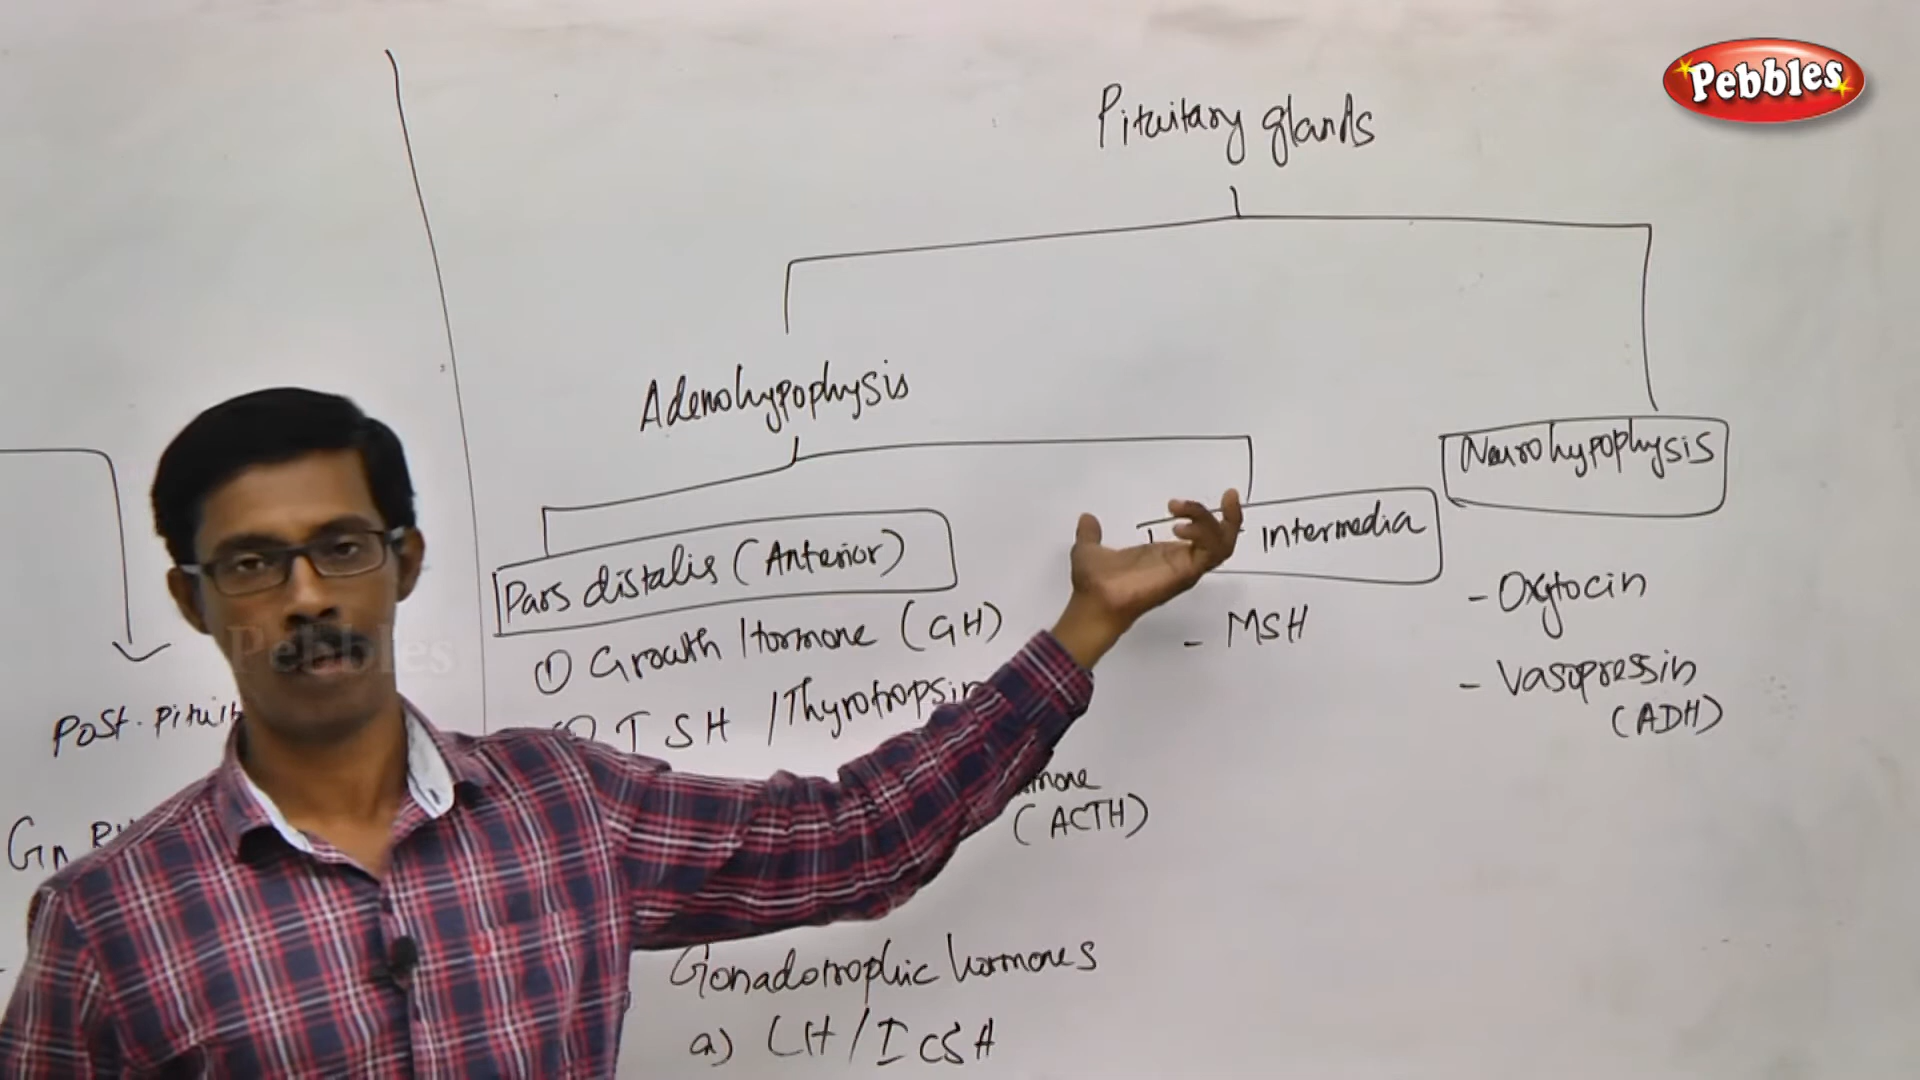 Pebbles
Pituitary glands
Adenohypophysis
Neurohypophysis
Pars distalis (Anterior)
Intermedia
- Oxytocin
- Vasopressin
(ADH)
- MSH
① Growth Hormone (GH)
TSH /Thyrotropsin
(ACTH)
Gonadotrophic hormones
a) LH/ICSH
Post. Pituit
Pebbles